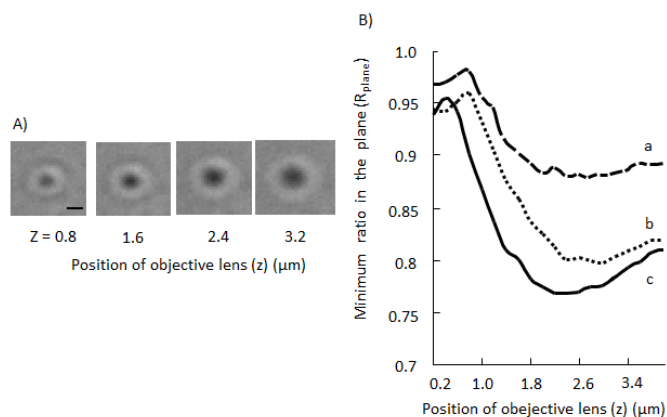 A)
Z = 0.8
1.6
2.4
3.2
Position of objective lens (z) (µm)
B)
Minimum ratio in the plane (Rplane)
1.0
0.95
0.9
0.85
0.8
0.75
0.7
a
b
c
0.2
1.0
1.8
2.6
3.4
Position of obejective lens (z) (µm)